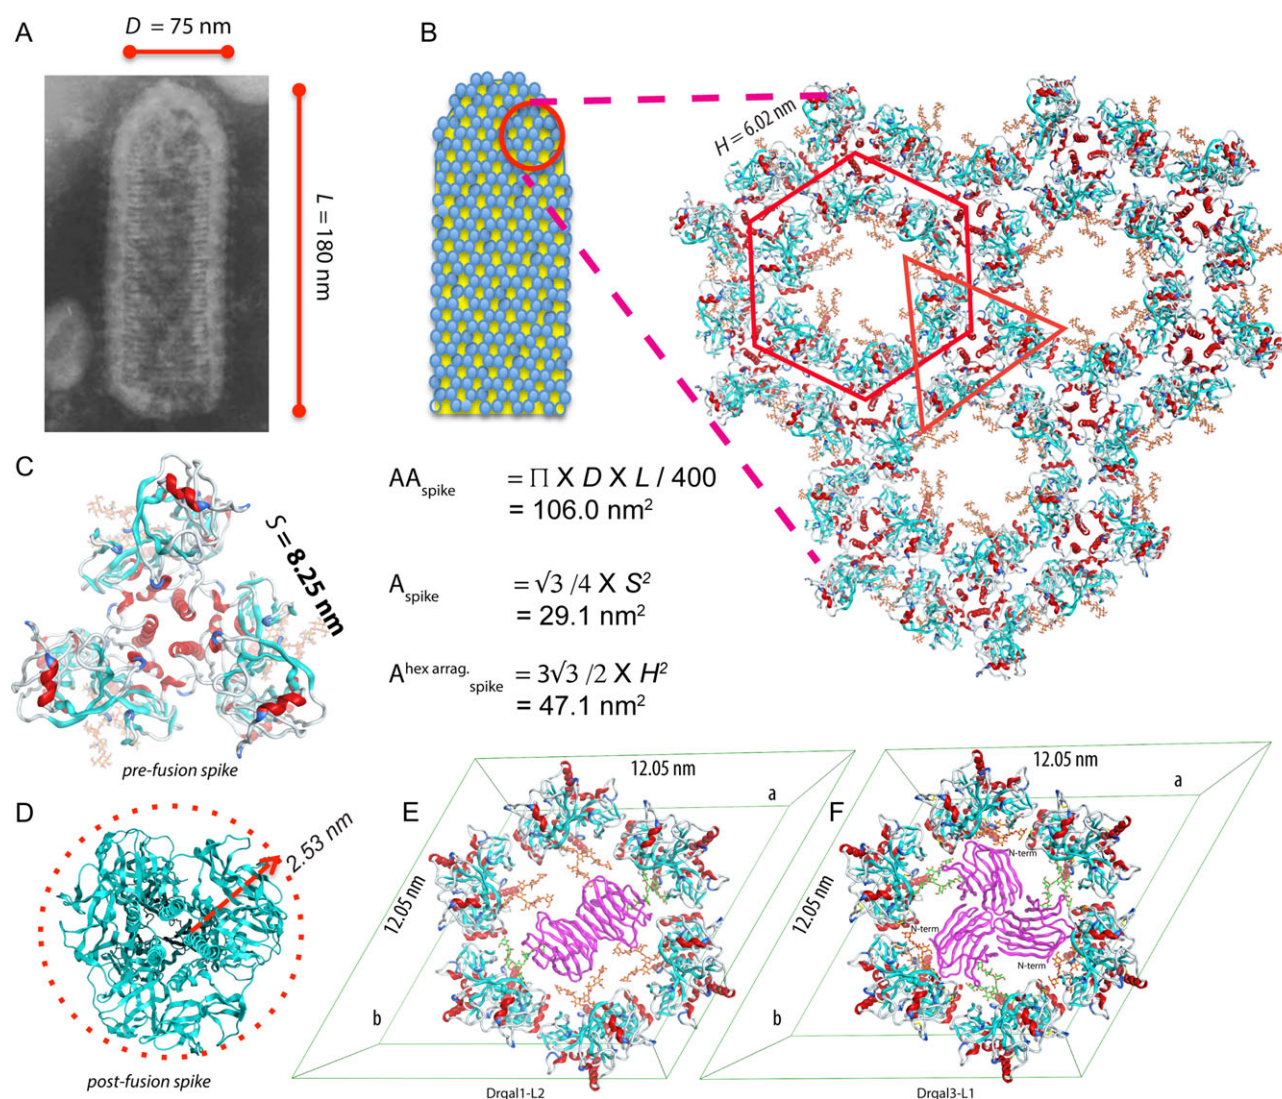 A
D = 75 nm
L = 180 nm
B
H = 6.02 nm
C
S = 8.25 nm
pre-fusion spike
AAspike = Π X D X L / 400
= 106.0 nm²
Aspike = √3 /4 X S²
= 29.1 nm²
A hex arrag. spike = 3√3 /2 X H²
= 47.1 nm²
D
2.53 nm
post-fusion spike
E
12.05 nm
a
12.05 nm
b
Drgal1-L2
F
12.05 nm
a
12.05 nm
N-term
N-term
N-term
b
Drgal3-L1